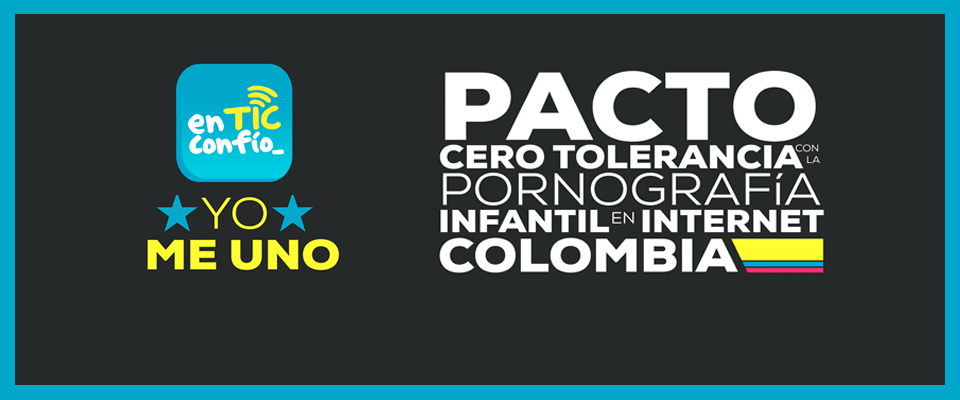 en TIC
confío_
YO
ME UNO
PACTO
CERO TOLERANCIA CON LA
PORNOGRAFíA
INFANTIL EN INTERNET
COLOMBIA